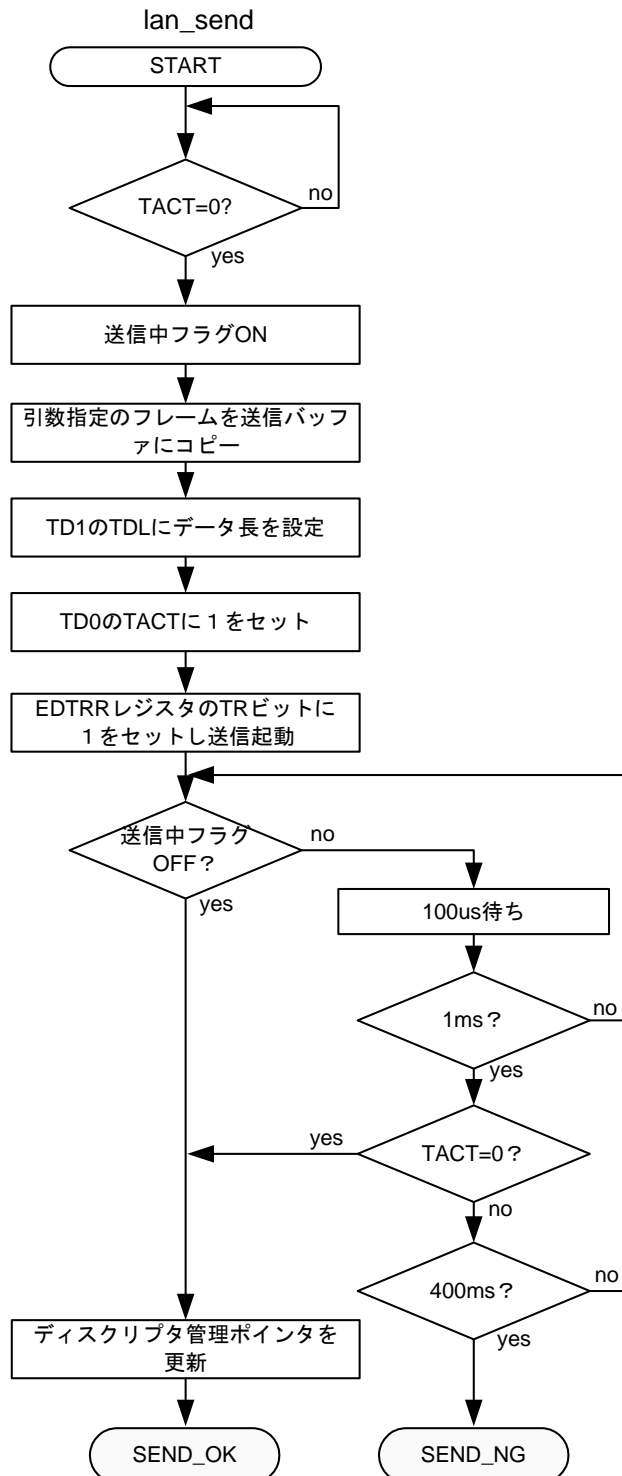 lan_send
START
TACT=0?
no
yes
送信中フラグON
引数指定のフレームを送信バッフ
ァにコピー
TD1のTDLにデータ長を設定
TD0のTACTに１をセット
EDTRRレジスタのTRビットに
１をセットし送信起動
送信中フラグ
OFF？
no
yes
100us待ち
1ms？
no
yes
TACT=0？
yes
no
400ms？
no
yes
ディスクリプタ管理ポインタを
更新
SEND_OK
SEND_NG